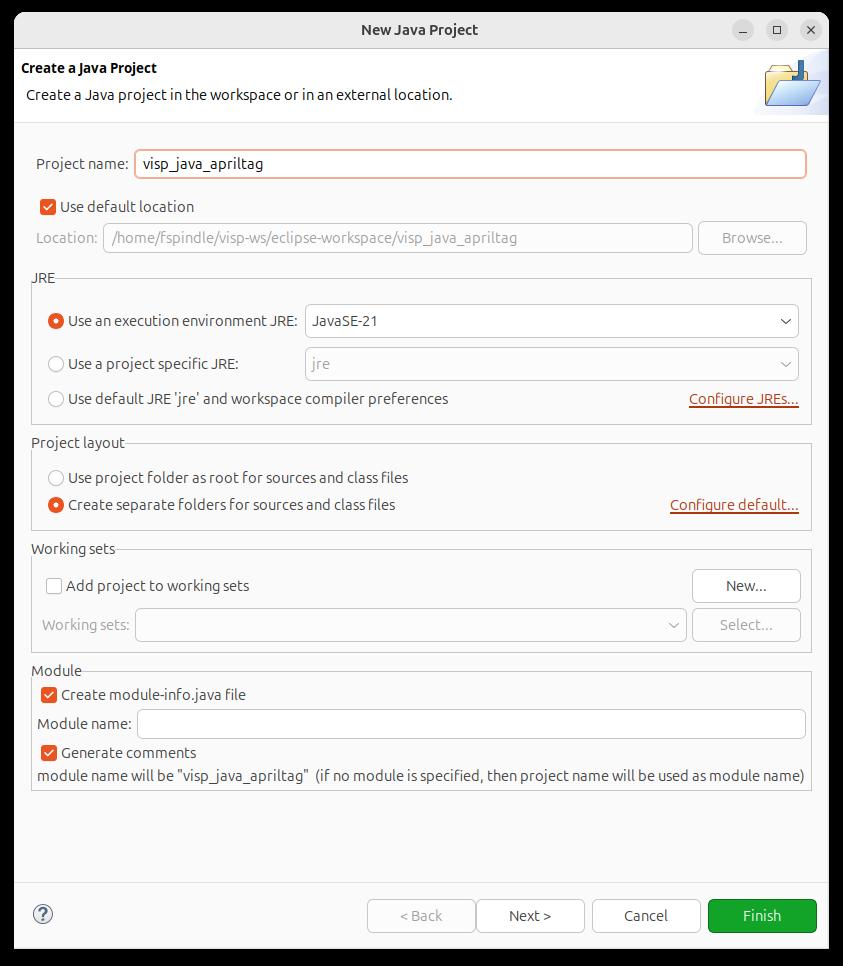 New Java Project
Create a Java Project
Create a Java project in the workspace or in an external location.
Project name: visp_java_apriltag
Use default location
Location: /home/fspindle/visp-ws/eclipse-workspace/visp_java_apriltag Browse...
JRE
Use an execution environment JRE: JavaSE-21
Use a project specific JRE: jre
Use default JRE 'jre' and workspace compiler preferences Configure JREs...
Project layout
Use project folder as root for sources and class files
Create separate folders for sources and class files Configure default...
Working sets
Add project to working sets New...
Working sets: Select...
Module
Create module-info.java file
Module name:
Generate comments
module name will be "visp_java_apriltag" (if no module is specified, then project name will be used as module name)
? < Back Next > Cancel Finish